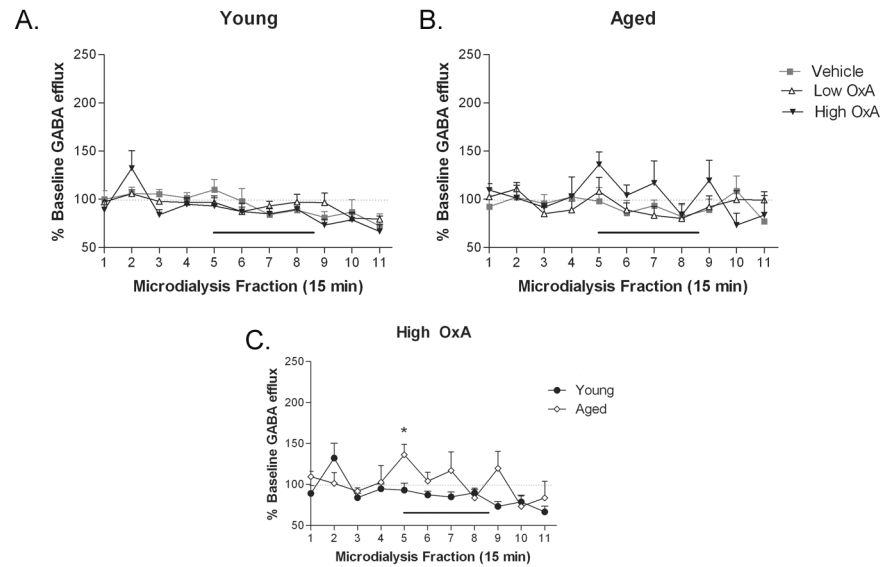 A.
Young
% Baseline GABA efflux
250
200
150
100
50
1 2 3 4 5 6 7 8 9 10 11
Microdialysis Fraction (15 min)
B.
Aged
% Baseline GABA efflux
250
200
150
100
50
1 2 3 4 5 6 7 8 9 10 11
Microdialysis Fraction (15 min)
Vehicle
Low OxA
High OxA
C.
High OxA
% Baseline GABA efflux
250
200
150
100
50
*
1 2 3 4 5 6 7 8 9 10 11
Microdialysis Fraction (15 min)
Young
Aged